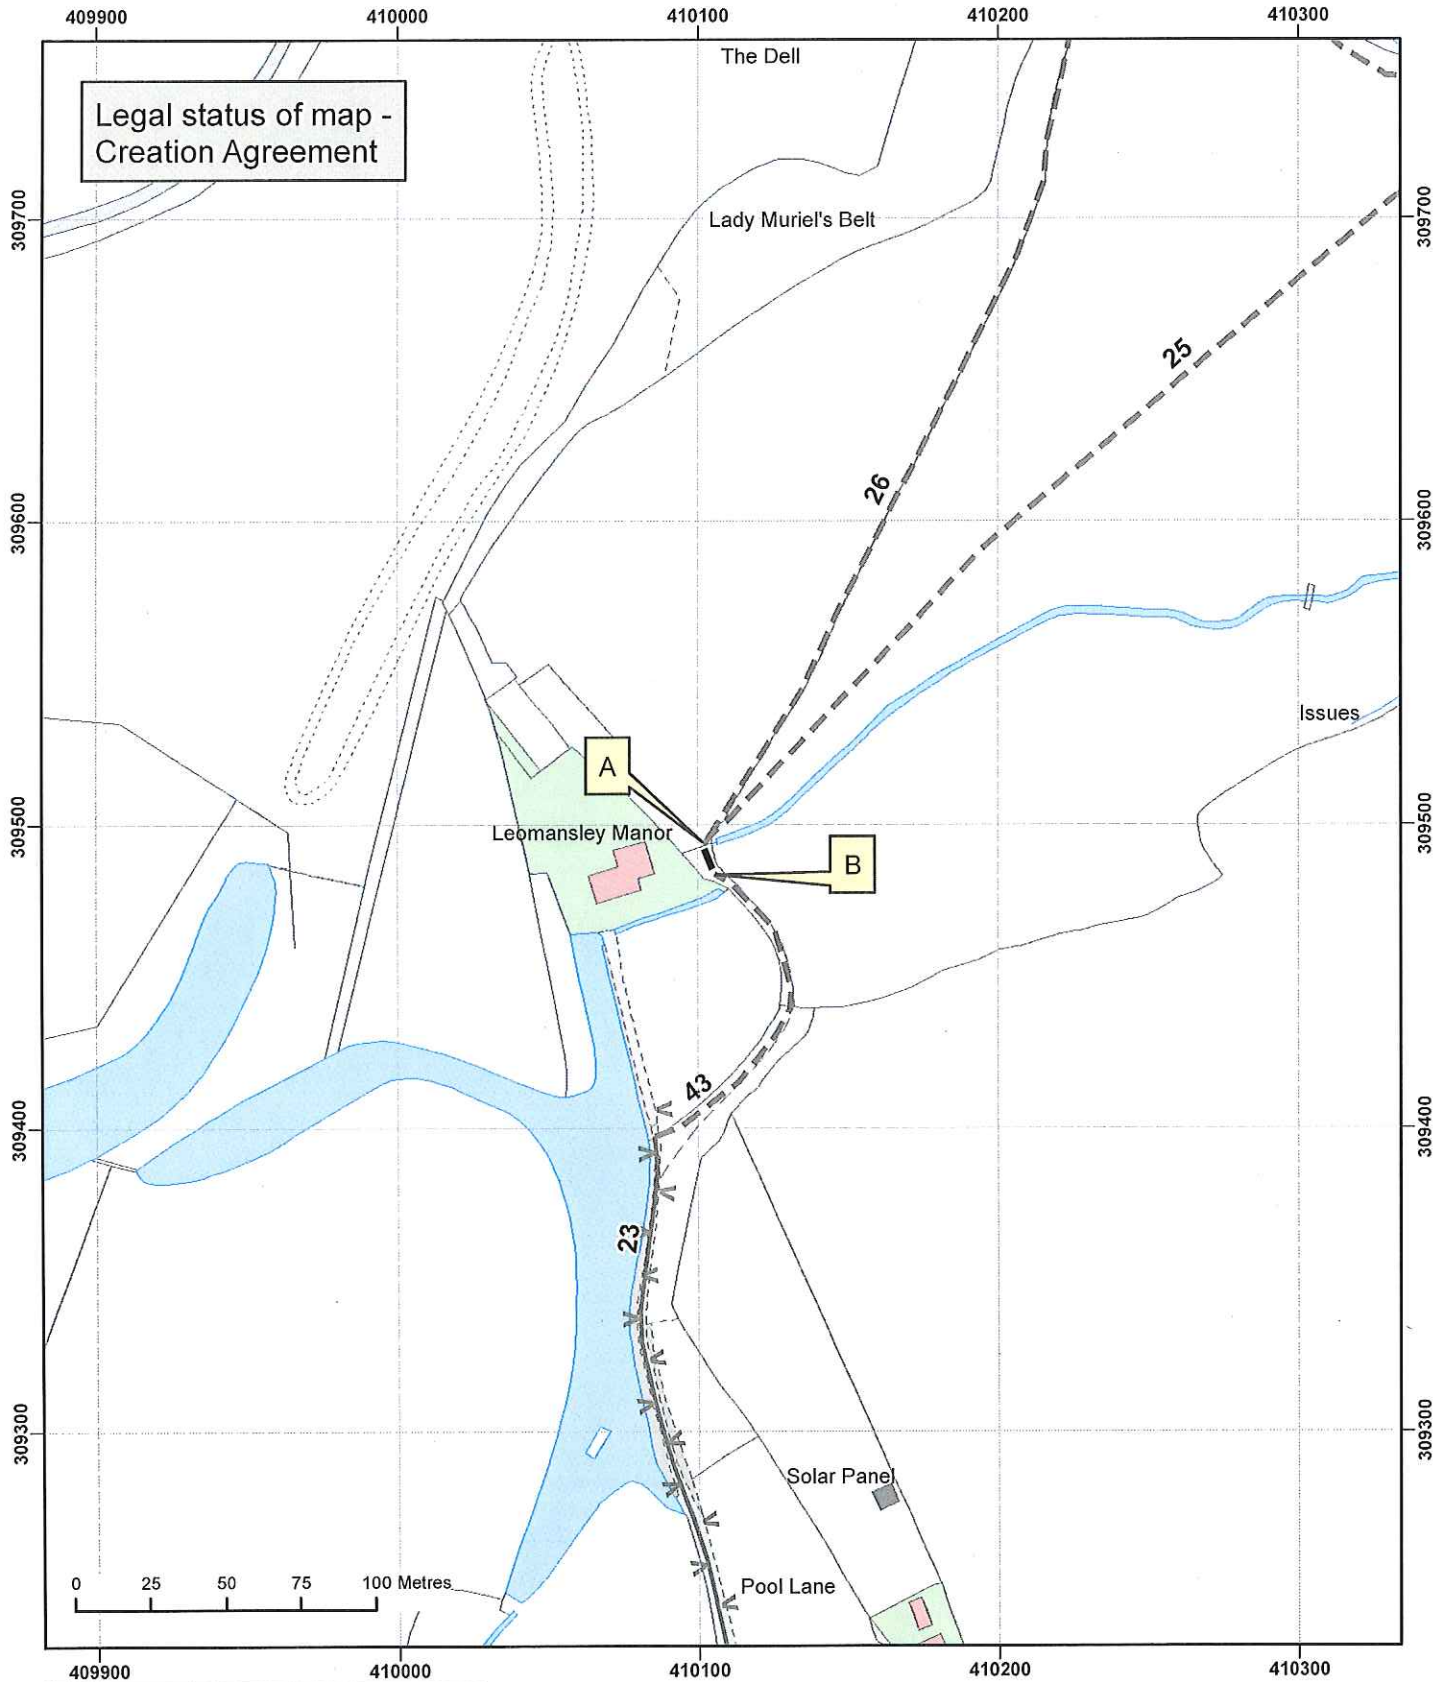 409900
410000
410100
410200
410300
The Dell
Legal status of map -
Creation Agreement
309700
309700
Lady Muriel's Belt
25
26
309600
309600
Issues
A
309500
309500
Leomansley Manor
B
43
309400
309400
23
309300
309300
Solar Panel
0 25 50 75 100 Metres
Pool Lane
409900
410000
410100
410200
410300